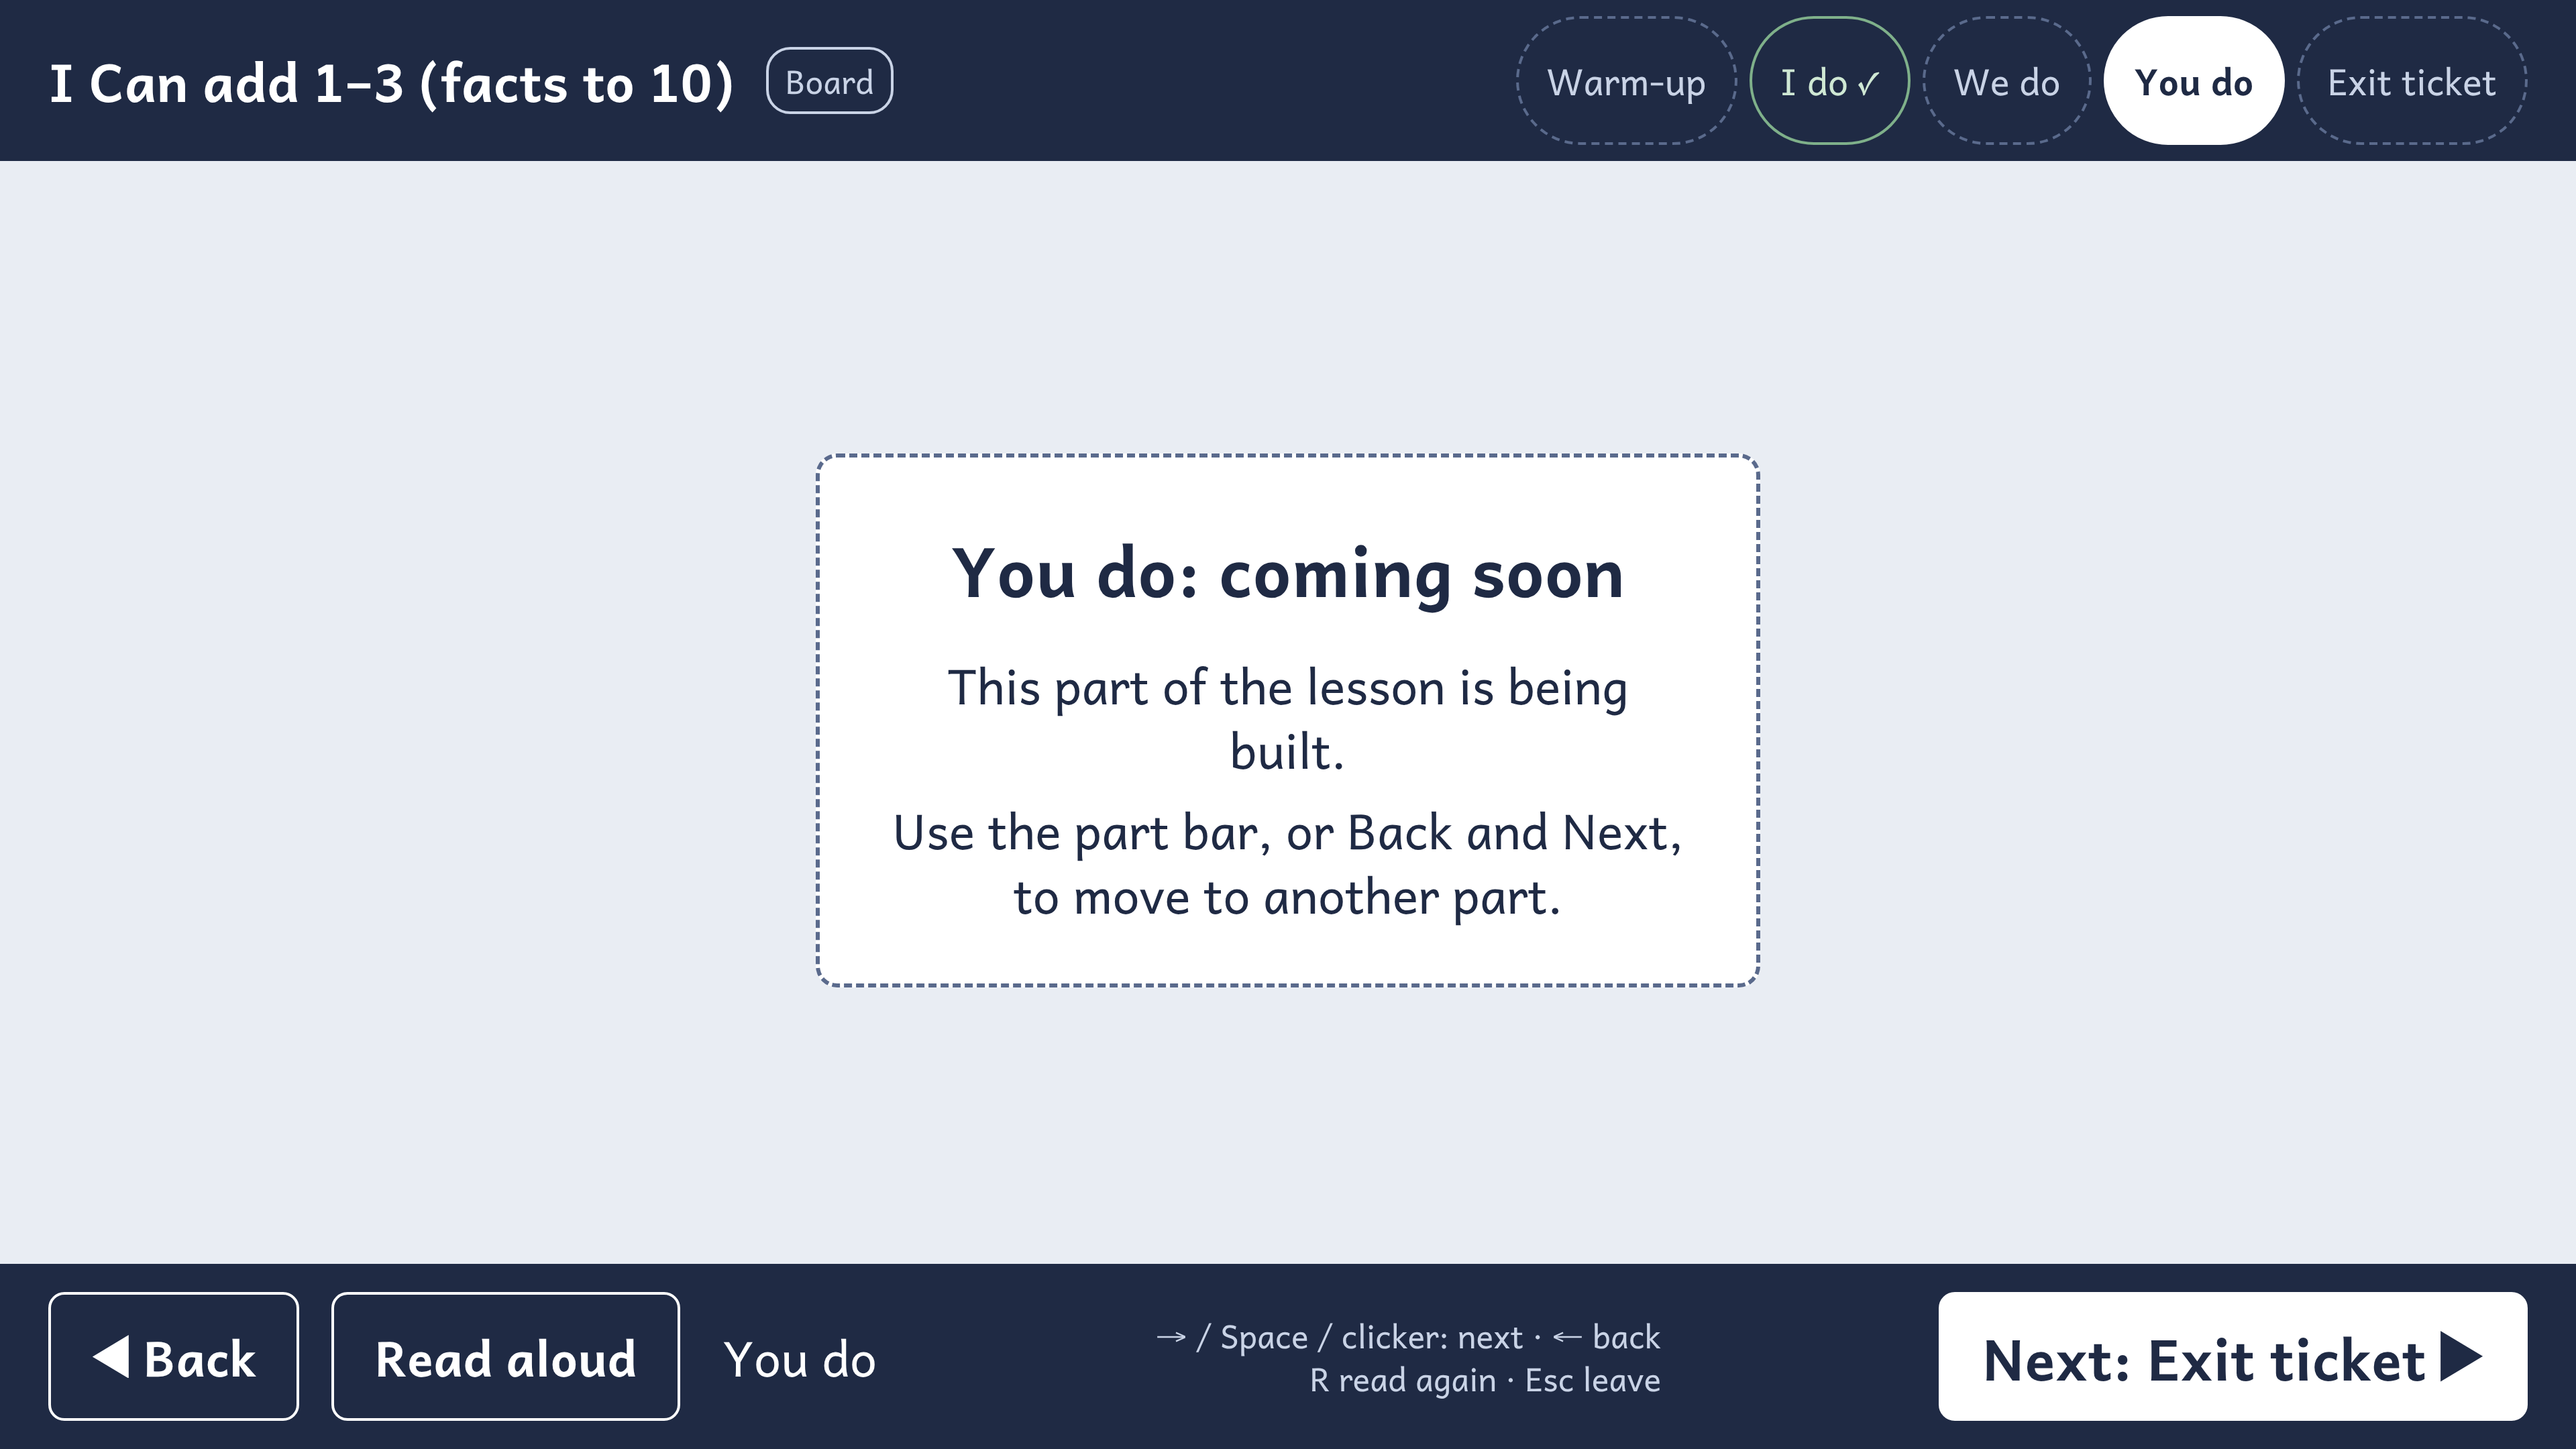 I Can add 1–3 (facts to 10)
Board
Warm-up
I do ✓
We do
You do
Exit ticket
You do: coming soon
This part of the lesson is being
built.
Use the part bar, or Back and Next,
to move to another part.
◀ Back
Read aloud
You do
→ / Space / clicker: next · ← back
R read again · Esc leave
Next: Exit ticket ▶